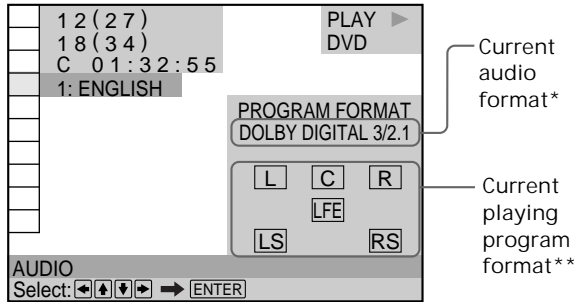 12(27)
18(34)
C 01:32:55
1: ENGLISH
PLAY
DVD
PROGRAM FORMAT
DOLBY DIGITAL 3/2.1
L C R
LFE
LS RS
AUDIO
Select: ENTER
Current
audio
format*
Current
playing
program
format**